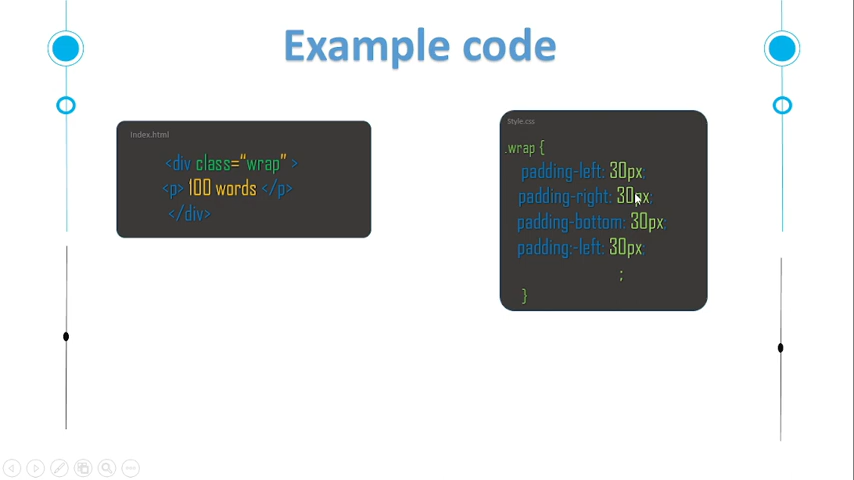 Example code
Index.html
<div class=“wrap” >
<p> 100 words </p>
</div>
Style.css
.wrap {
padding-left: 30px;
padding-right: 30px;
padding-bottom: 30px;
padding:-left: 30px;
;
}